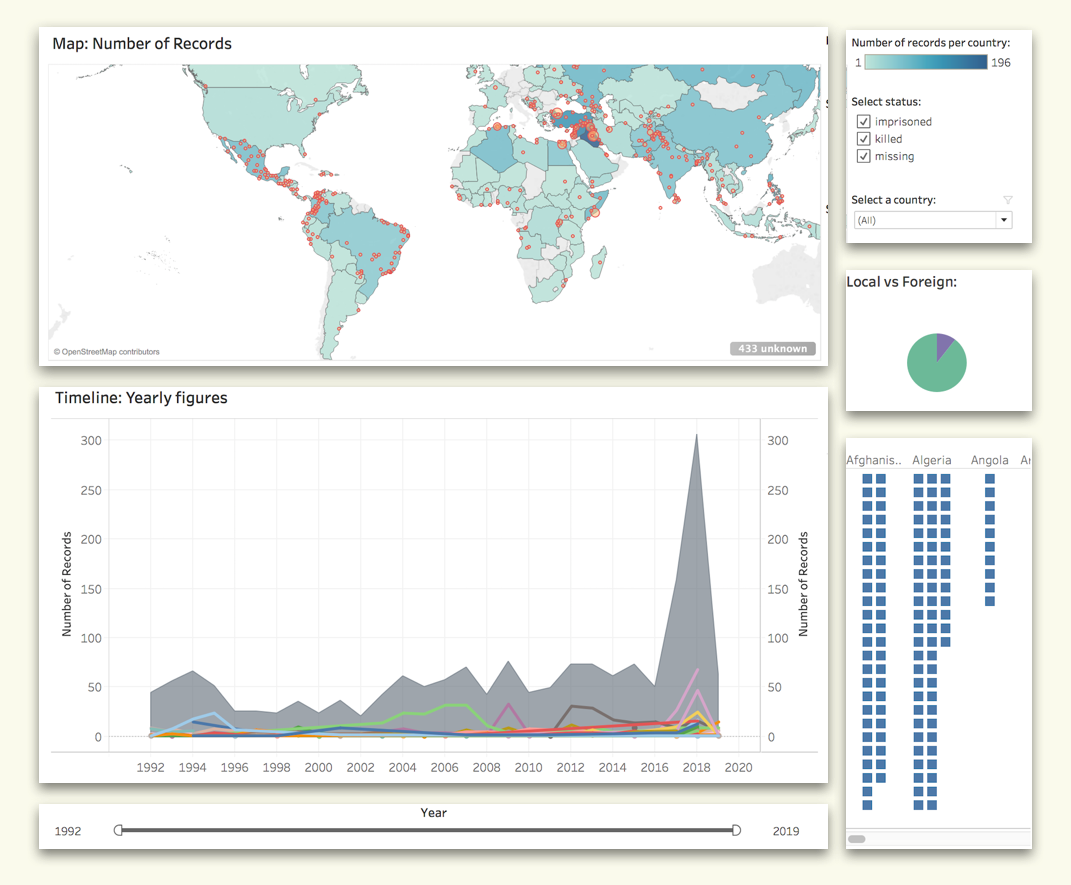 Map: Number of Records
© OpenStreetMap contributors
433 unknown
Number of records per country:
1 196
Select status:
imprisoned
killed
missing
Select a country:
(All)
Local vs Foreign:
Timeline: Yearly figures
300 300
250 250
200 200
150 150
100 100
50 50
0 0
Number of Records
Number of Records
1992 1994 1996 1998 2000 2002 2004 2006 2008 2010 2012 2014 2016 2018 2020
Afghanis.. Algeria Angola
Year
1992 2019